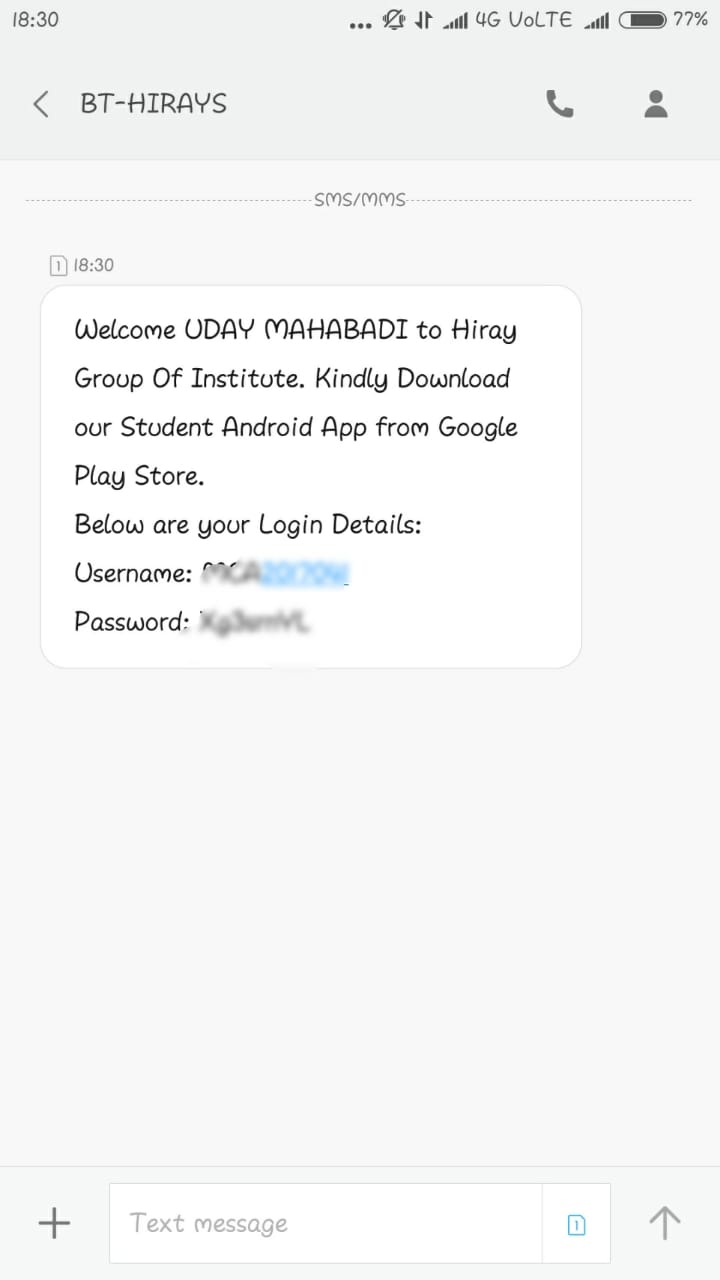 18:30
... 4G VoLTE 77%
BT-HIRAYS
SMS/MMS
1 18:30
Welcome UDAY MAHABADI to Hiray
Group Of Institute. Kindly Download
our Student Android App from Google
Play Store.
Below are your Login Details:
Username:
Password:
Text message
1